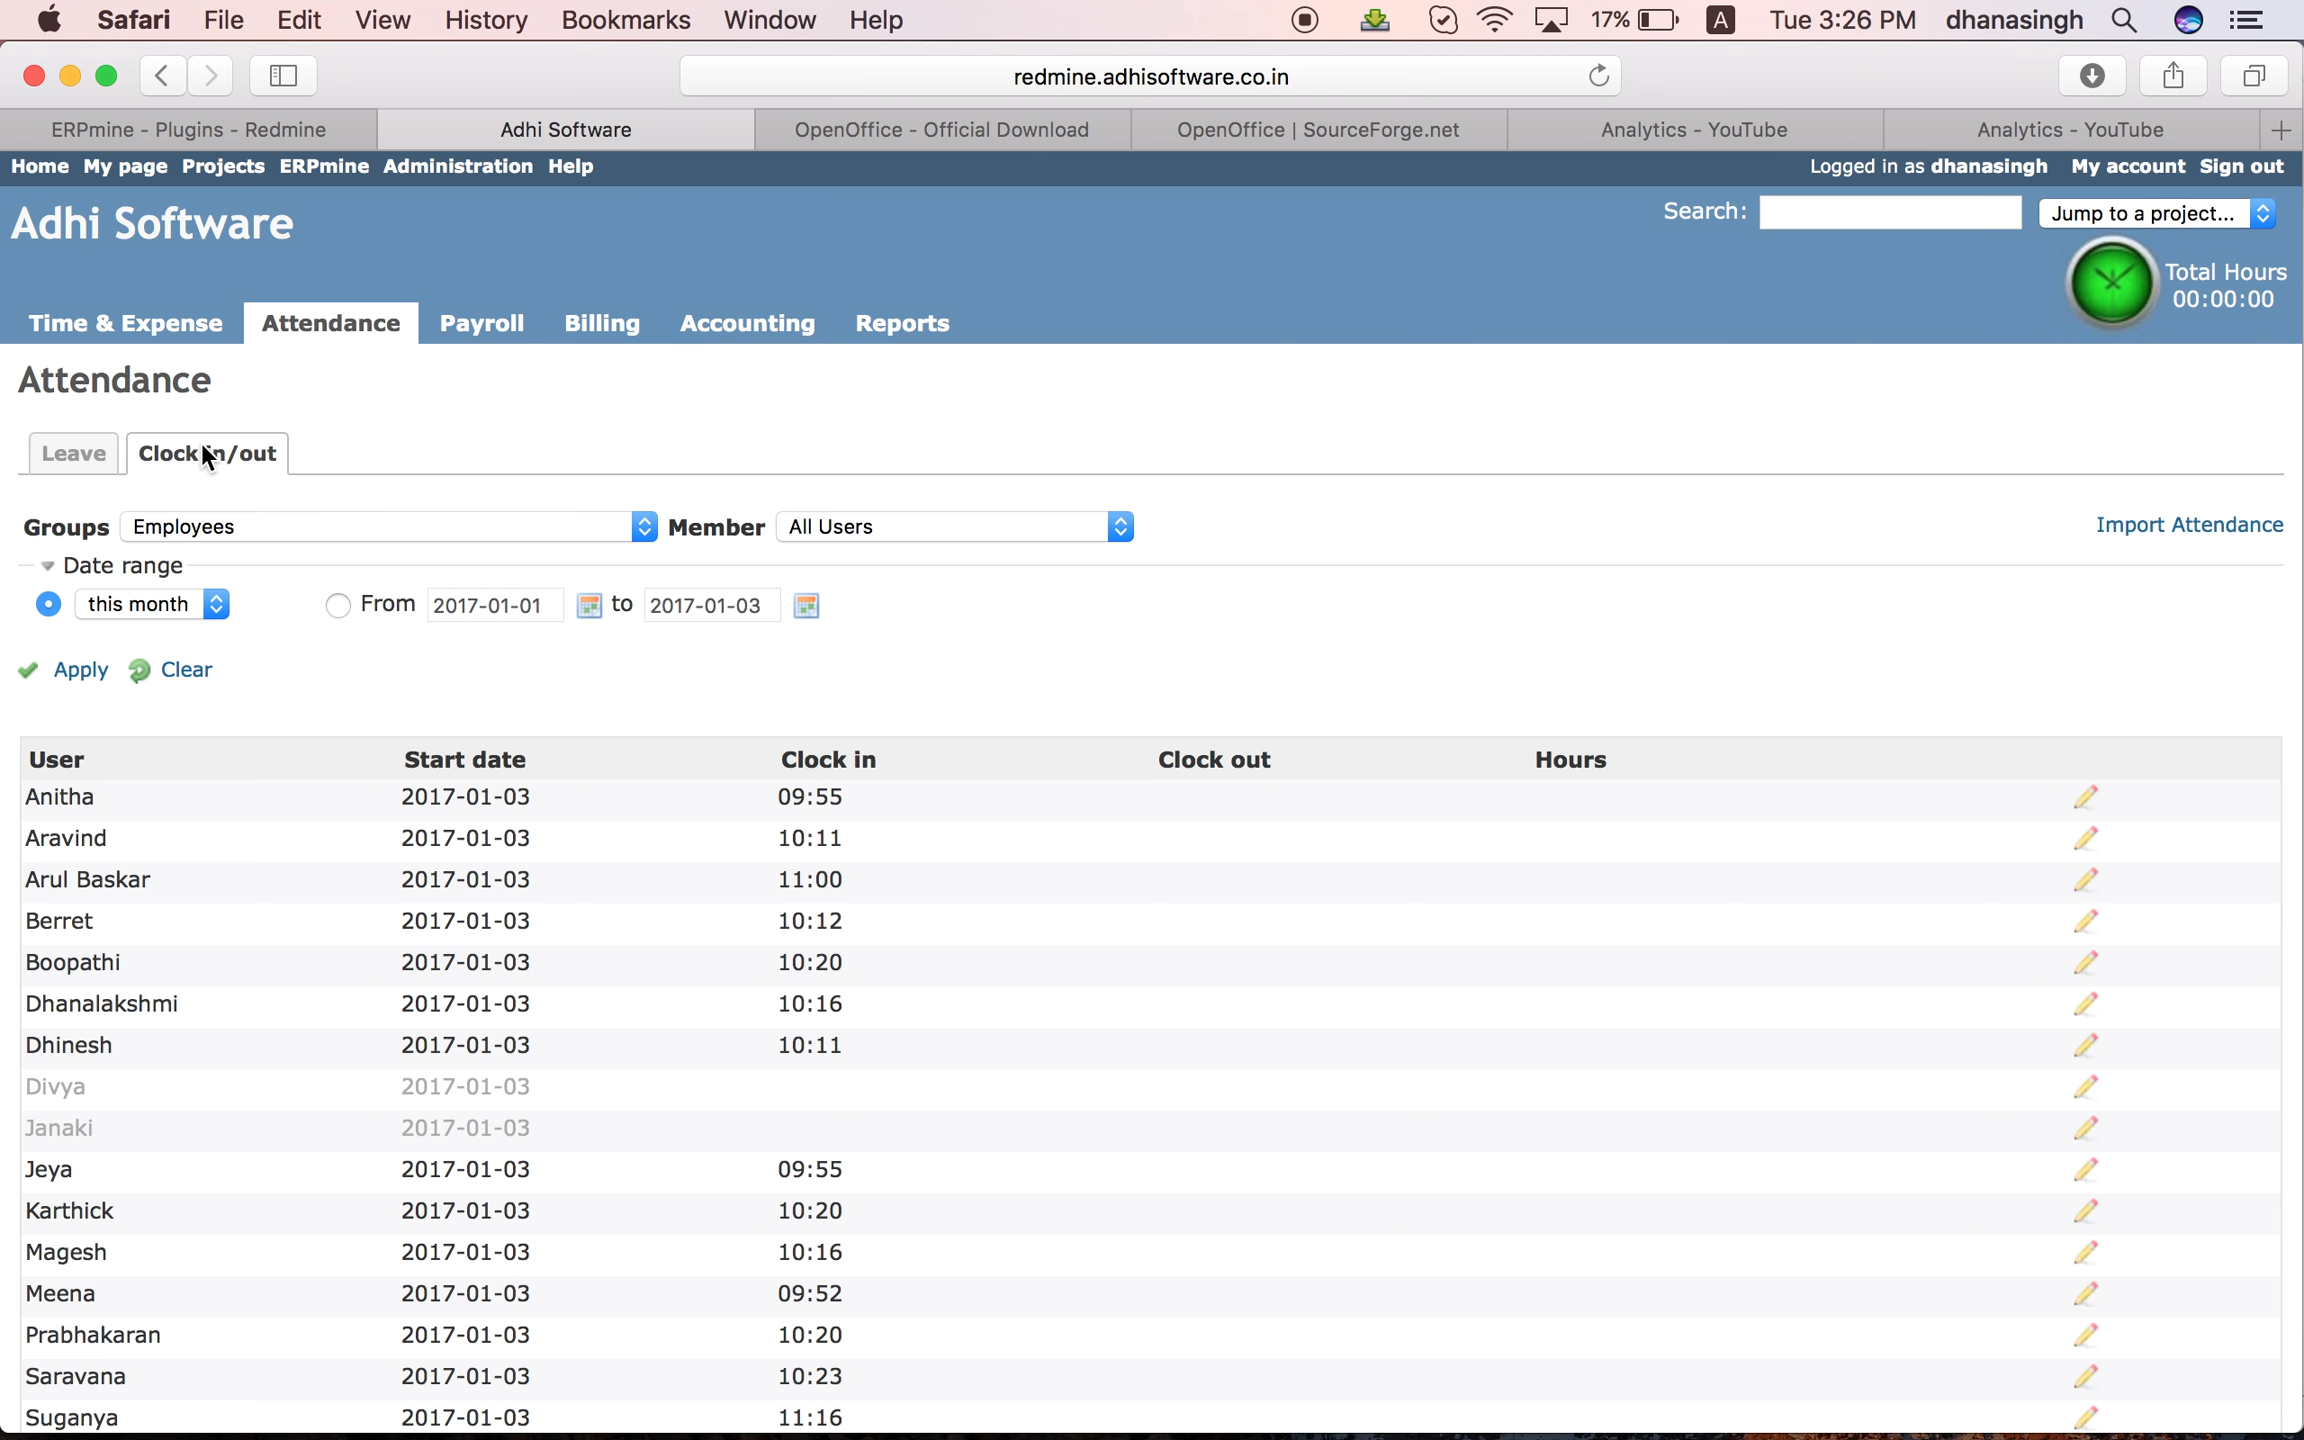 Safari File Edit View History Bookmarks Window Help 17% A Tue 3:26 PM dhanasingh
redmine.adhisoftware.co.in
ERPmine - Plugins - Redmine Adhi Software OpenOffice - Official Download OpenOffice | SourceForge.net Analytics - YouTube Analytics - YouTube
Home My page Projects ERPmine Administration Help Logged in as dhanasingh My account Sign out
Adhi Software Search: Jump to a project...
Total Hours
00:00:00
Time & Expense Attendance Payroll Billing Accounting Reports
Attendance
Leave Clock in/out
Groups Employees Member All Users Import Attendance
Date range
this month From 2017-01-01 to 2017-01-03
Apply Clear
User Start date Clock in Clock out Hours
Anitha 2017-01-03 09:55
Aravind 2017-01-03 10:11
Arul Baskar 2017-01-03 11:00
Berret 2017-01-03 10:12
Boopathi 2017-01-03 10:20
Dhanalakshmi 2017-01-03 10:16
Dhinesh 2017-01-03 10:11
Divya 2017-01-03
Janaki 2017-01-03
Jeya 2017-01-03 09:55
Karthick 2017-01-03 10:20
Magesh 2017-01-03 10:16
Meena 2017-01-03 09:52
Prabhakaran 2017-01-03 10:20
Saravana 2017-01-03 10:23
Suganya 2017-01-03 11:16